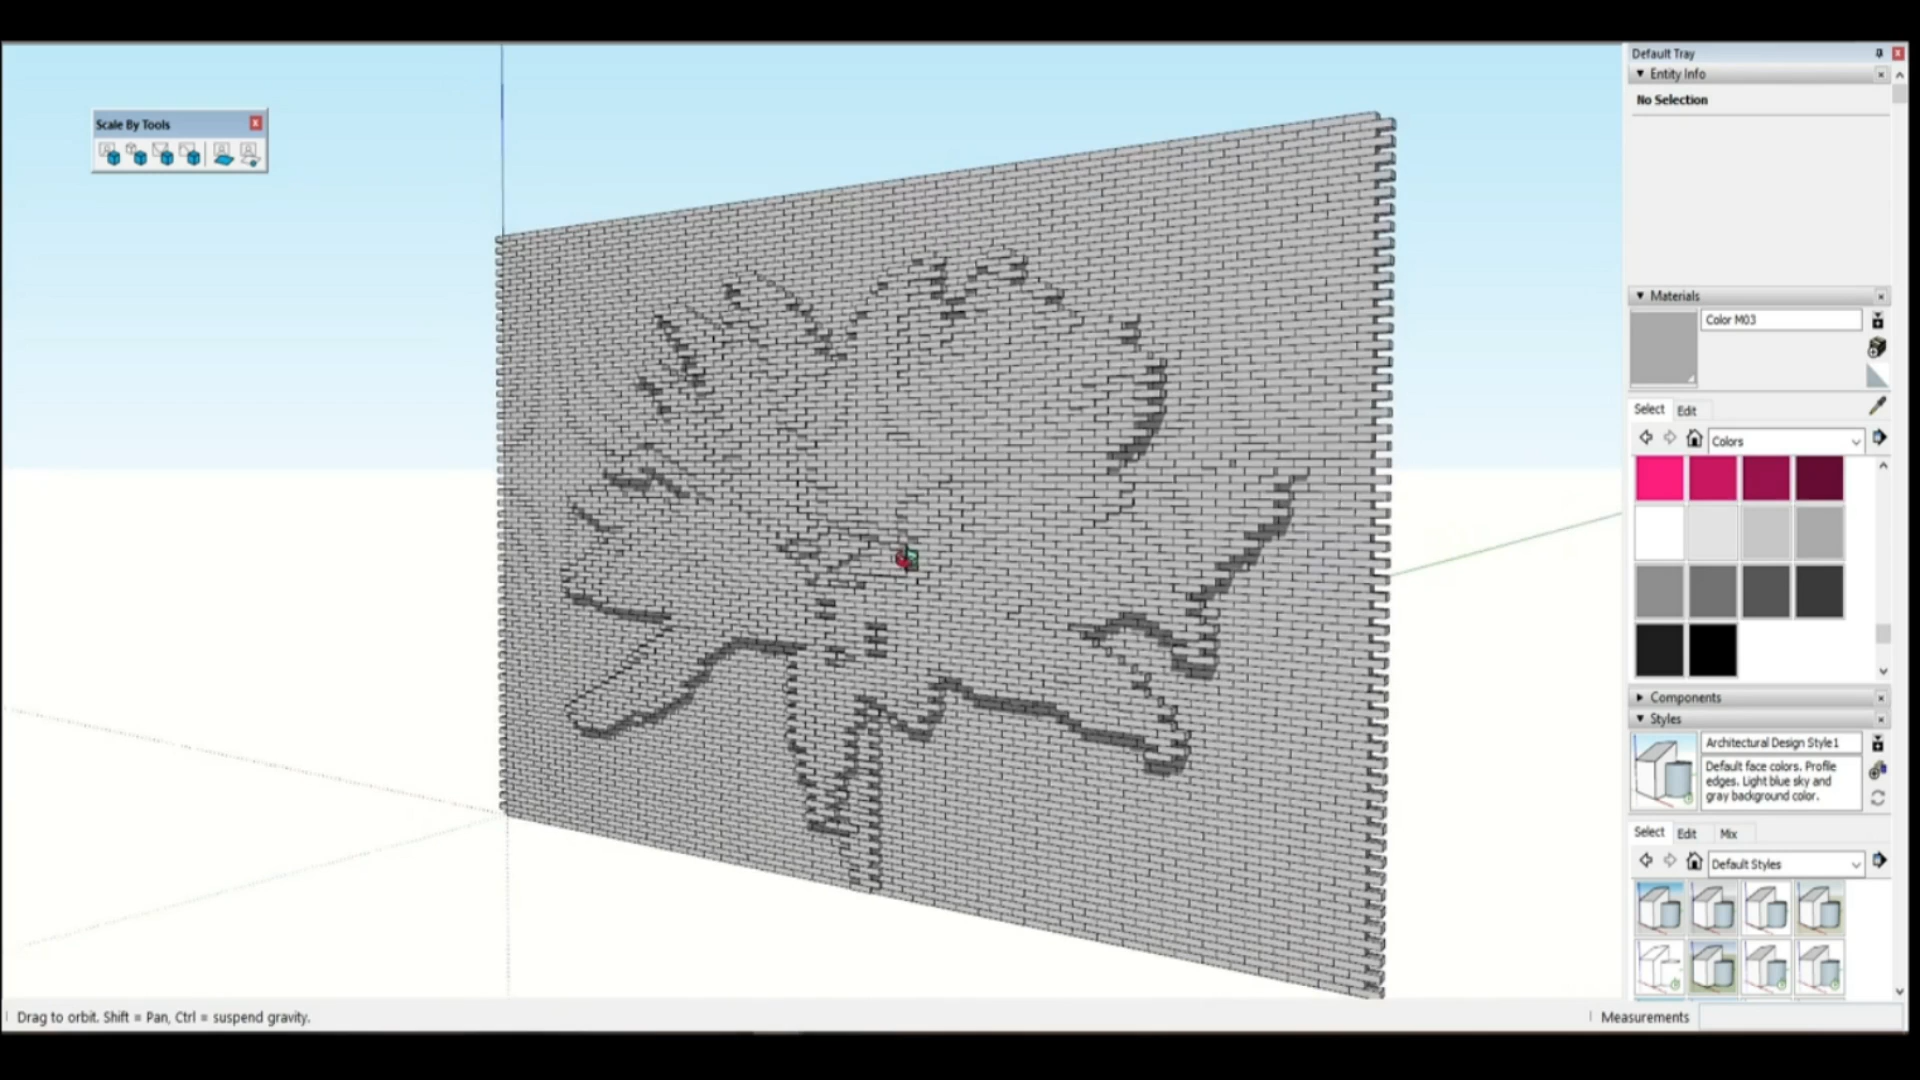 Default Tray
Entity Info
No Selection
Scale By Tools
Materials
Color M03
Select Edit
Colors
Components
Styles
Architectural Design Style1
Default face colors. Profile
edges. Light blue sky and
gray background color.
Select Edit Mix
Default Styles
Drag to orbit. Shift = Pan, Ctrl = suspend gravity.
Measurements